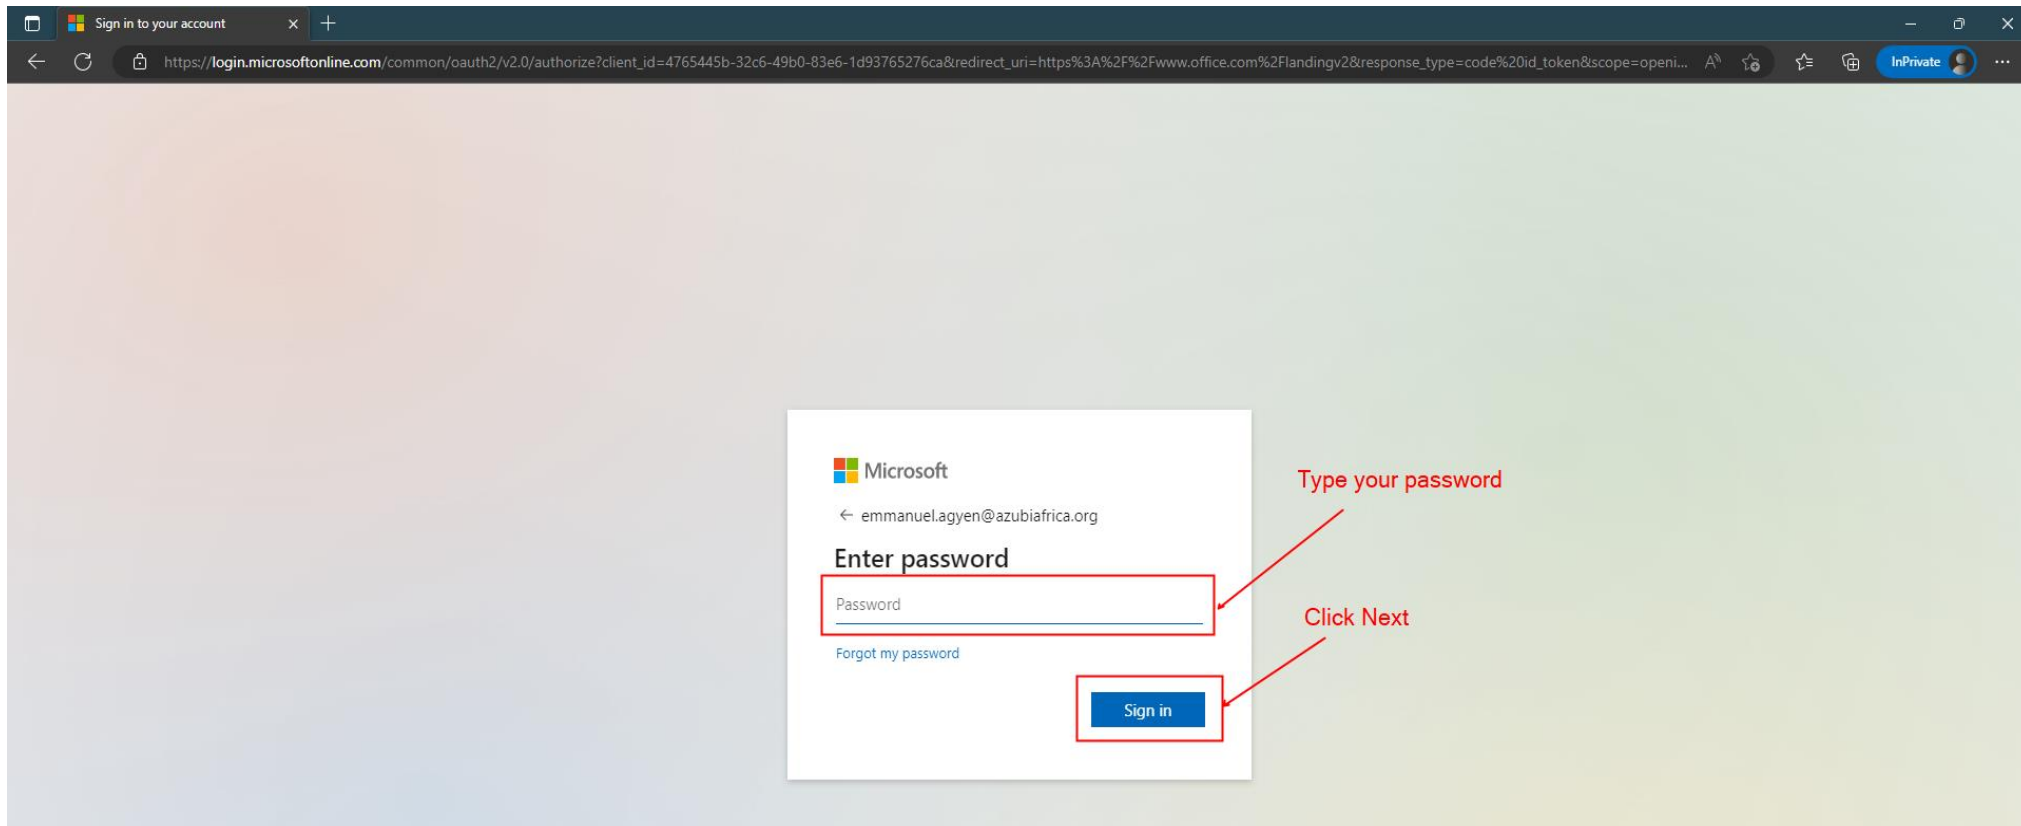 Sign in to your account
https://login.microsoftonline.com/common/oauth2/v2.0/authorize?client_id=4765445b-32c6-49b0-83e6-1d93765276ca&redirect_uri=https%3A%2F%2Fwww.office.com%2Flandingv2&response_type=code%20id_token&scope=openi...
InPrivate
Microsoft
emmanuel.agyen@azubiafrica.org
Enter password
Password
Forgot my password
Sign in
Type your password
Click Next